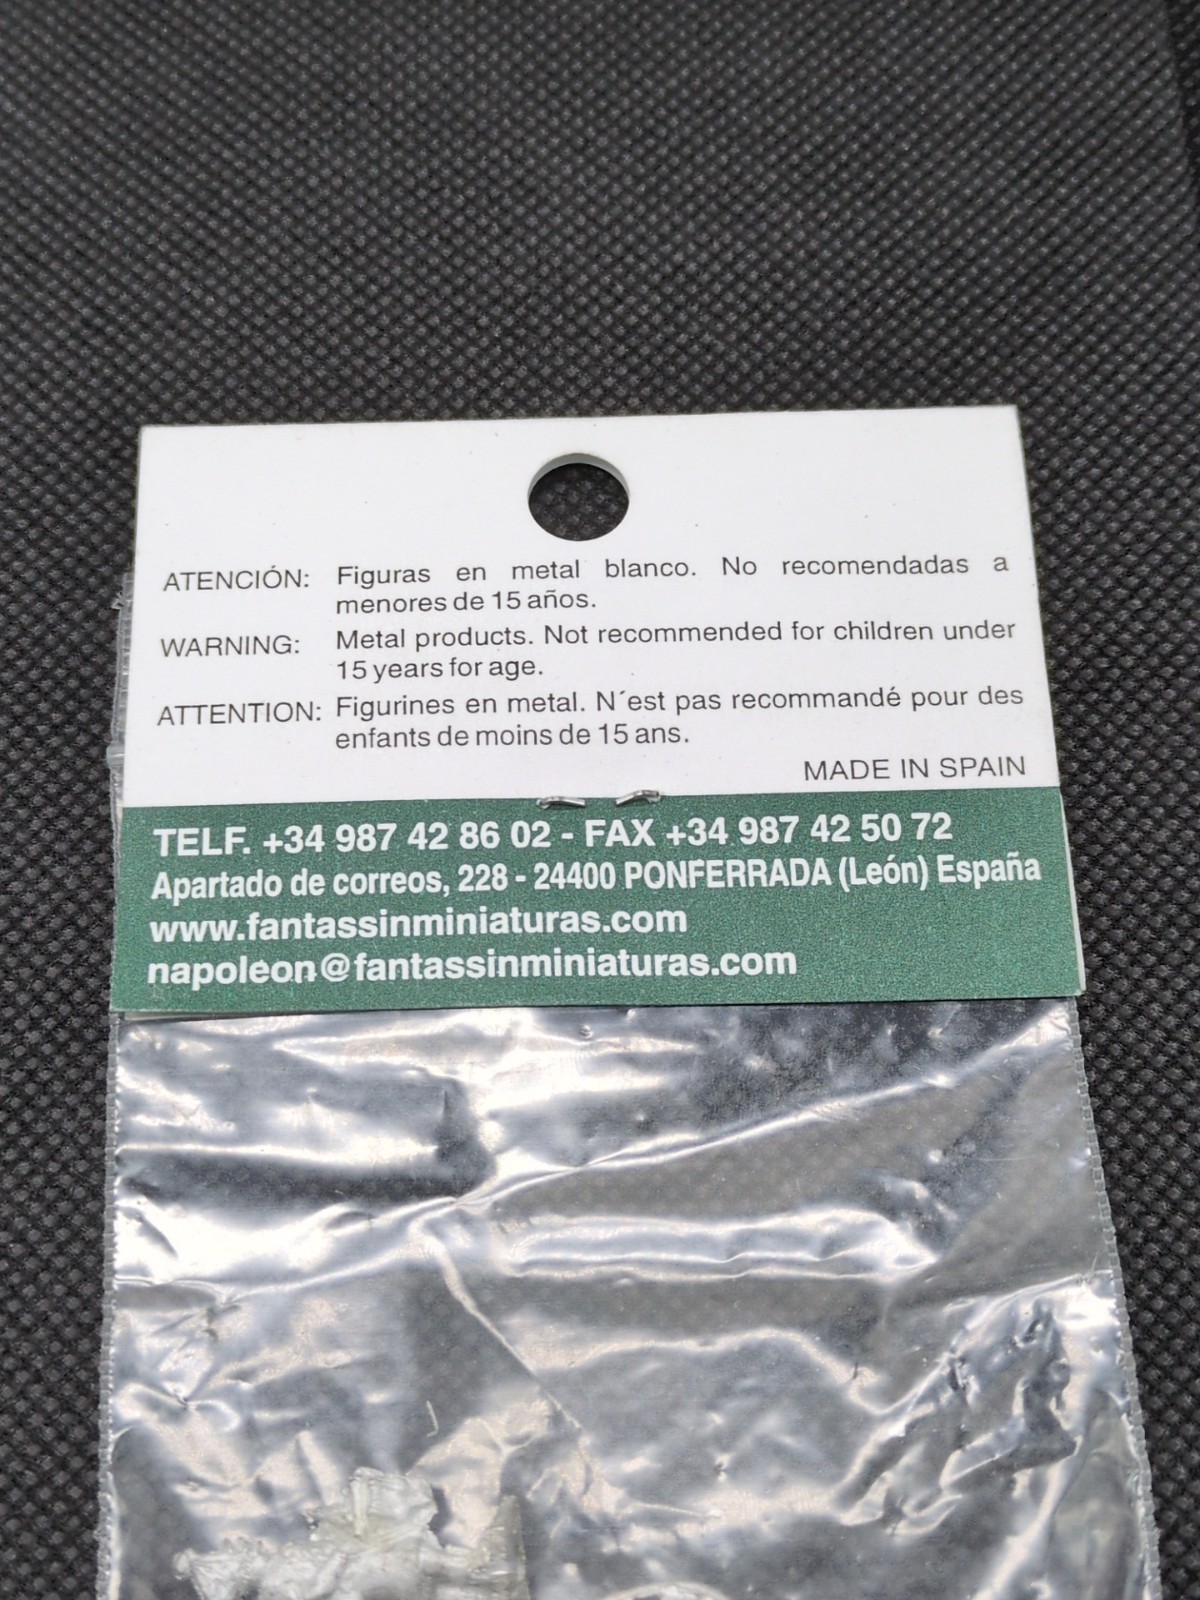 ATENCIÓN: Figuras en metal blanco. No recomendadas a
menores de 15 años.
WARNING: Metal products. Not recommended for children under
15 years for age.
ATTENTION: Figurines en metal. N´est pas recommandé pour des
enfants de moins de 15 ans.
MADE IN SPAIN
TELF. +34 987 42 86 02 - FAX +34 987 42 50 72
Apartado de correos, 228 - 24400 PONFERRADA (León) España
www.fantassinminiaturas.com
napoleon@fantassinminiaturas.com